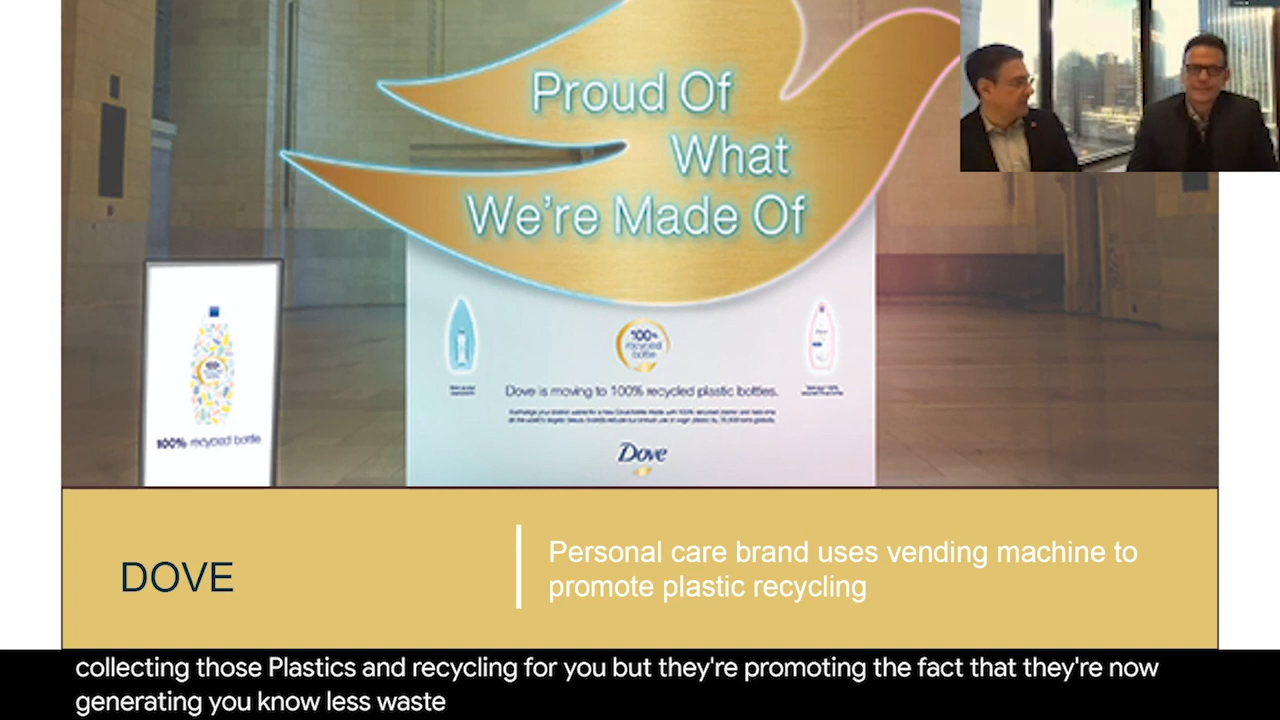 Proud Of
What
We're Made Of
100%
recycled
bottle
Dove is moving to 100% recycled plastic bottles.
Dove
100% recycled bottle
DOVE
Personal care brand uses vending machine to
promote plastic recycling
collecting those Plastics and recycling for you but they're promoting the fact that they're now
generating you know less waste